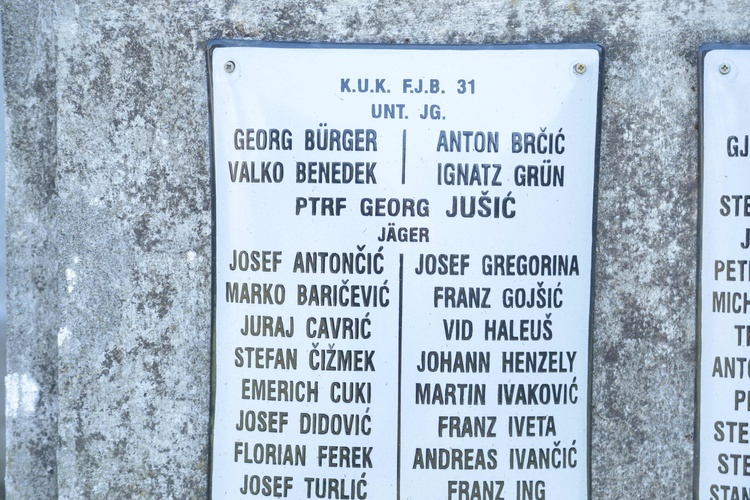 K.U.K. F.J.B. 31
UNT. JG.
GEORG BÜRGER
VALKO BENEDEK
ANTON BRČIĆ
IGNATZ GRÜN
PTRF GEORG JUŠIĆ
JÄGER
JOSEF ANTONČIĆ
MARKO BARIČEVIĆ
JURAJ CAVRIĆ
STEFAN ČIŽMEK
EMERICH CUKI
JOSEF DIDOVIĆ
FLORIAN FEREK
JOSEF TURLIĆ
JOSEF GREGORINA
FRANZ GOJŠIĆ
VID HALEUŠ
JOHANN HENZELY
MARTIN IVAKOVIĆ
FRANZ IVETA
ANDREAS IVANČIĆ
FRANZ ING